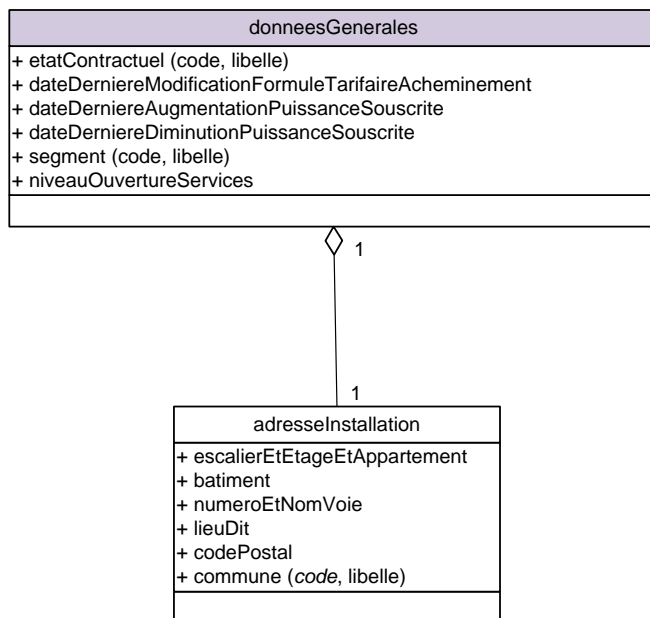 donneesGenerales
+ etatContractuel (code, libelle)
+ dateDerniereModificationFormuleTarifaireAcheminement
+ dateDerniereAugmentationPuissanceSouscrite
+ dateDerniereDiminutionPuissanceSouscrite
+ segment (code, libelle)
+ niveauOuvertureServices
1
1
adresseInstallation
+ escalierEtEtageEtAppartement
+ batiment
+ numeroEtNomVoie
+ lieuDit
+ codePostal
+ commune (code, libelle)